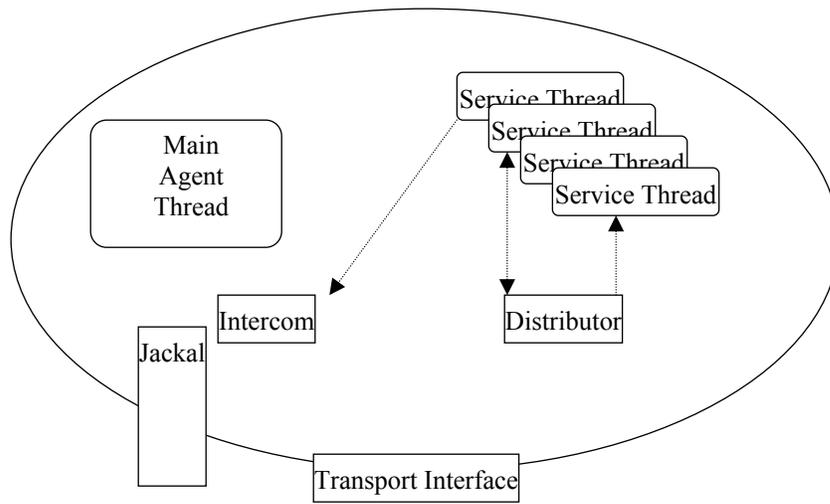 Service Thread
Service Thread
Service Thread
Service Thread
Main
Agent
Thread
Intercom
Distributor
Jackal
Transport Interface